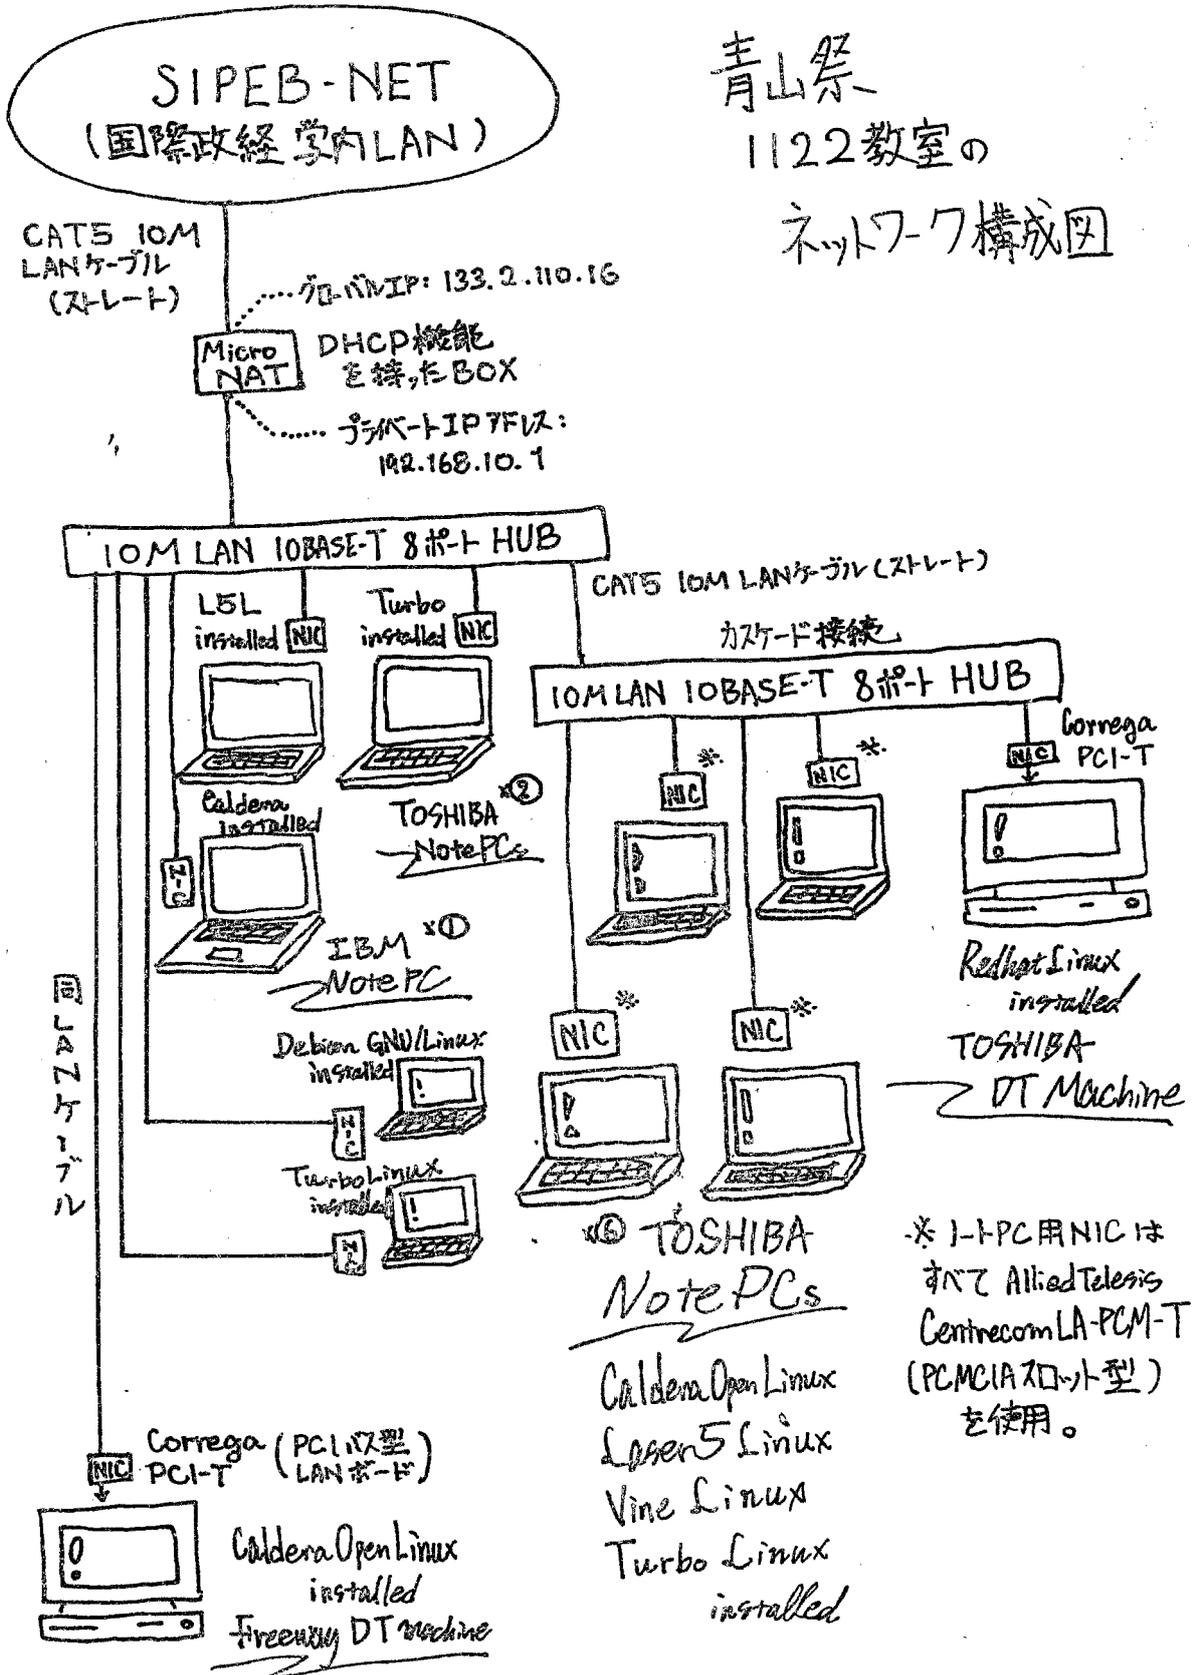 SIPEB-NET
(国際政経学内LAN)
青山祭
1122教室の
ネットワーク構成図
CAT5 10M
LANケーブル
(ストレート)
グローバルIP: 133.2.110.16
Micro
NAT
DHCP機能
を持ったBOX
プライベートIPアドレス:
192.168.10.1
10M LAN 10BASE-T 8ポート HUB
CAT5 10M LANケーブル(ストレート)
カスケード接続
10M LAN 10BASE-T 8ポート HUB
L5L
installed
NIC
Turbo
installed
NIC
TOSHIBA ×②
Note PCs
Caldera
installed
NIC
IBM ×①
Note PC
Debian GNU/Linux
installed
NIC
TurboLinux
installed
NIC
同LANケーブル
NIC ※
NIC ※
NIC
Correga
PCI-T
Redhat Linux
installed
TOSHIBA
DT Machine
NIC ※
NIC ※
×⑥ TOSHIBA
Note PCs
Caldera Open Linux
Laser5 Linux
Vine Linux
Turbo Linux
installed
※ ノートPC用NICは
すべて Allied Telesis
Centrecom LA-PCM-T
(PCMCIAスロット型)
を使用。
NIC
Correga
PCI-T
(PCIバス型
LANボード)
Caldera Open Linux
installed
Freeway DT machine